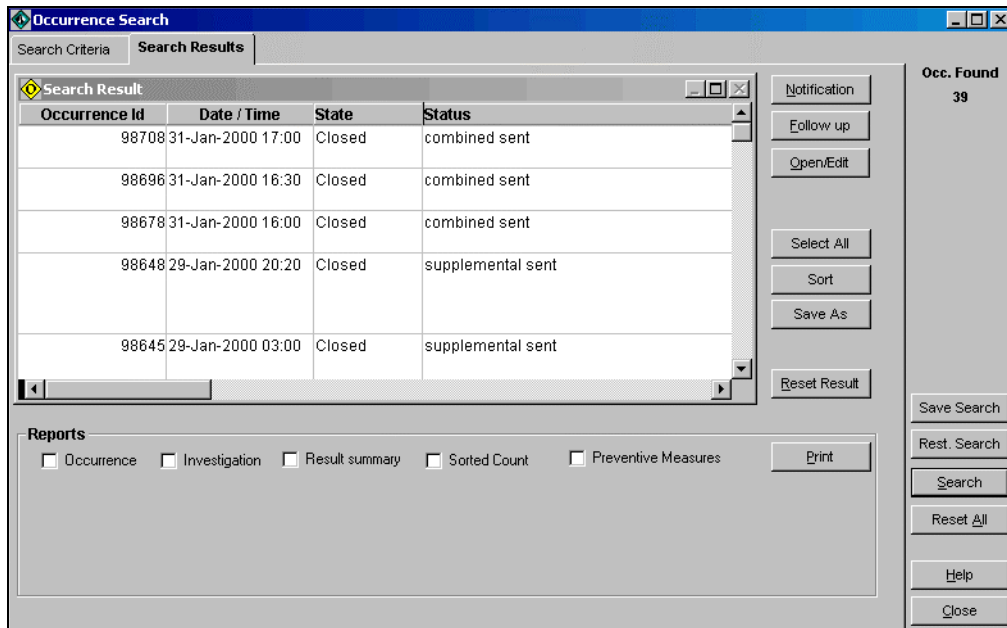 Occurrence Search
Search Criteria
Search Results
Occ. Found
39
Search Result
Occurrence Id Date / Time State Status
98708 31-Jan-2000 17:00 Closed combined sent
98696 31-Jan-2000 16:30 Closed combined sent
98678 31-Jan-2000 16:00 Closed combined sent
98648 29-Jan-2000 20:20 Closed supplemental sent
98645 29-Jan-2000 03:00 Closed supplemental sent
Notification
Follow up
Open/Edit
Select All
Sort
Save As
Reset Result
Reports
Occurrence Investigation Result summary Sorted Count Preventive Measures
Print
Save Search
Rest. Search
Search
Reset All
Help
Close